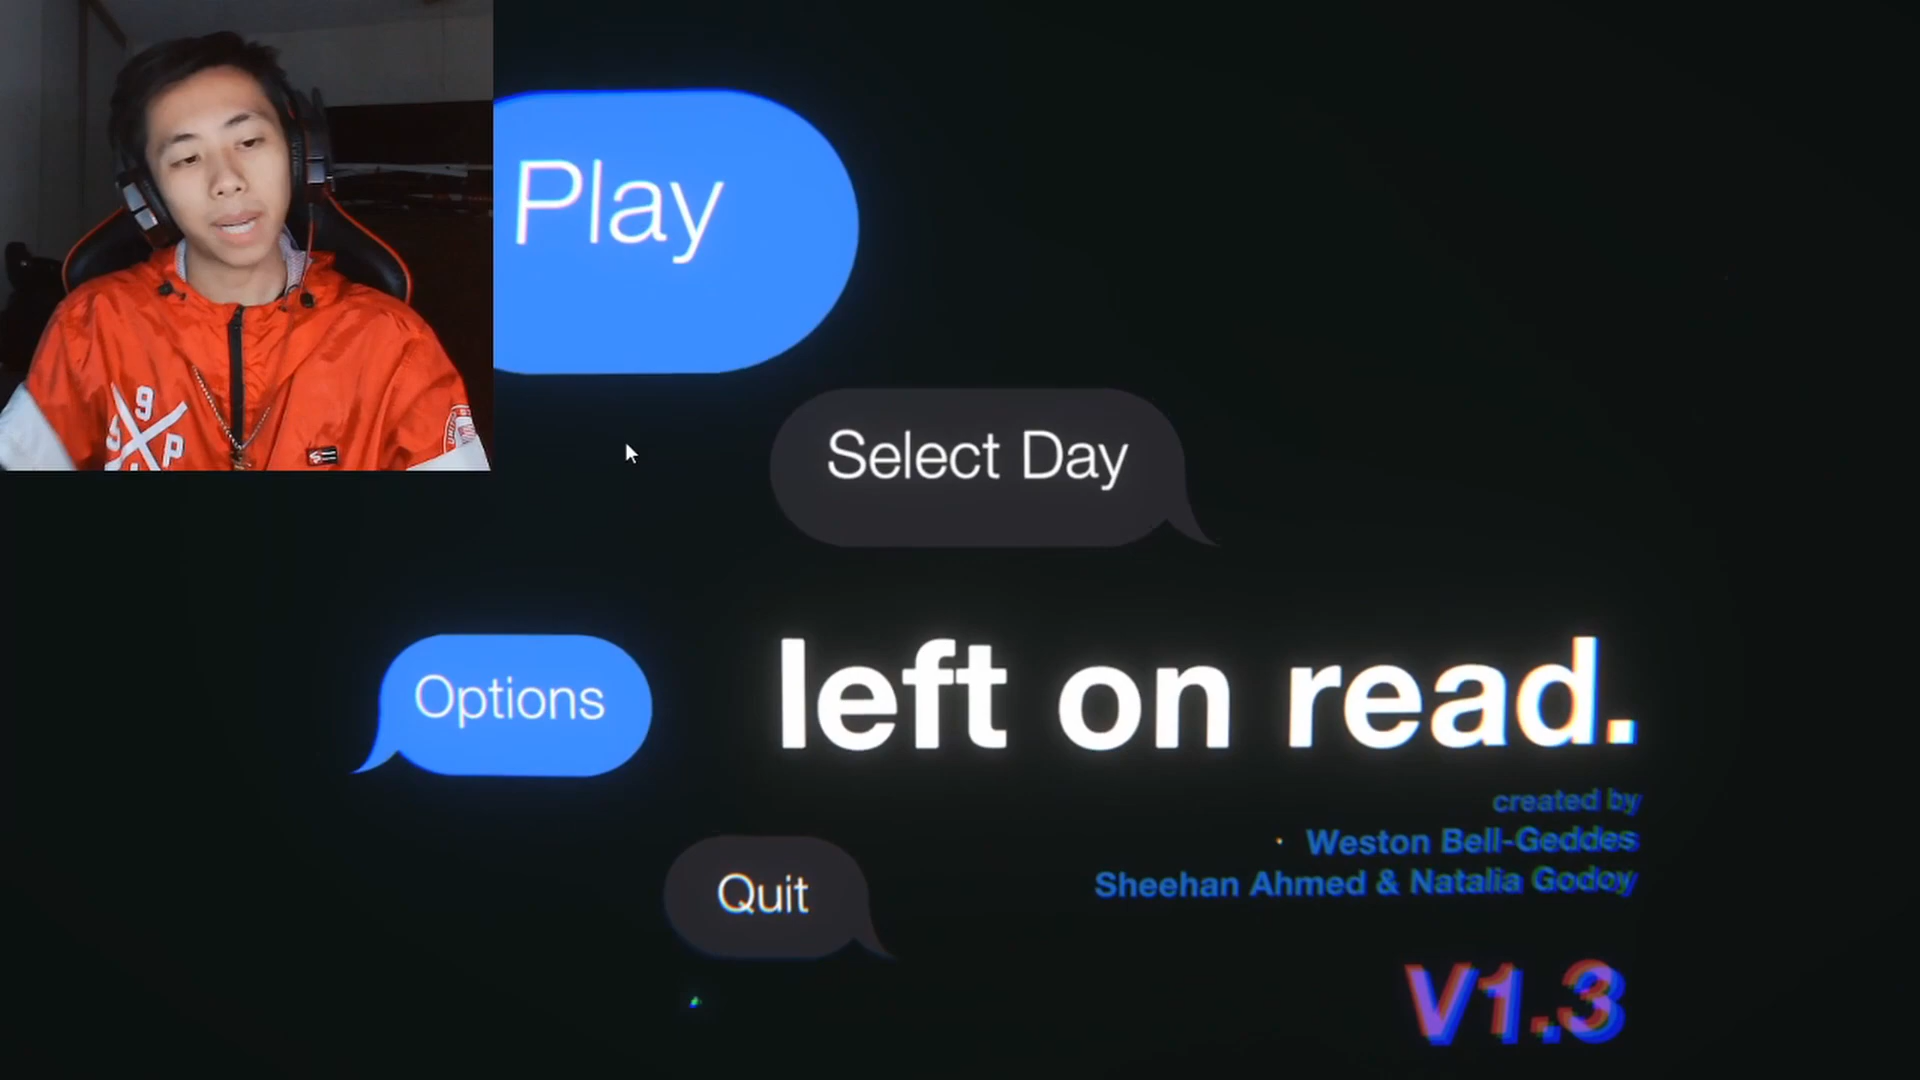 Play
Select Day
Options
left on read.
created by
Weston Bell-Geddes
Sheehan Ahmed & Natalia Godoy
Quit
V1.3
9
S P